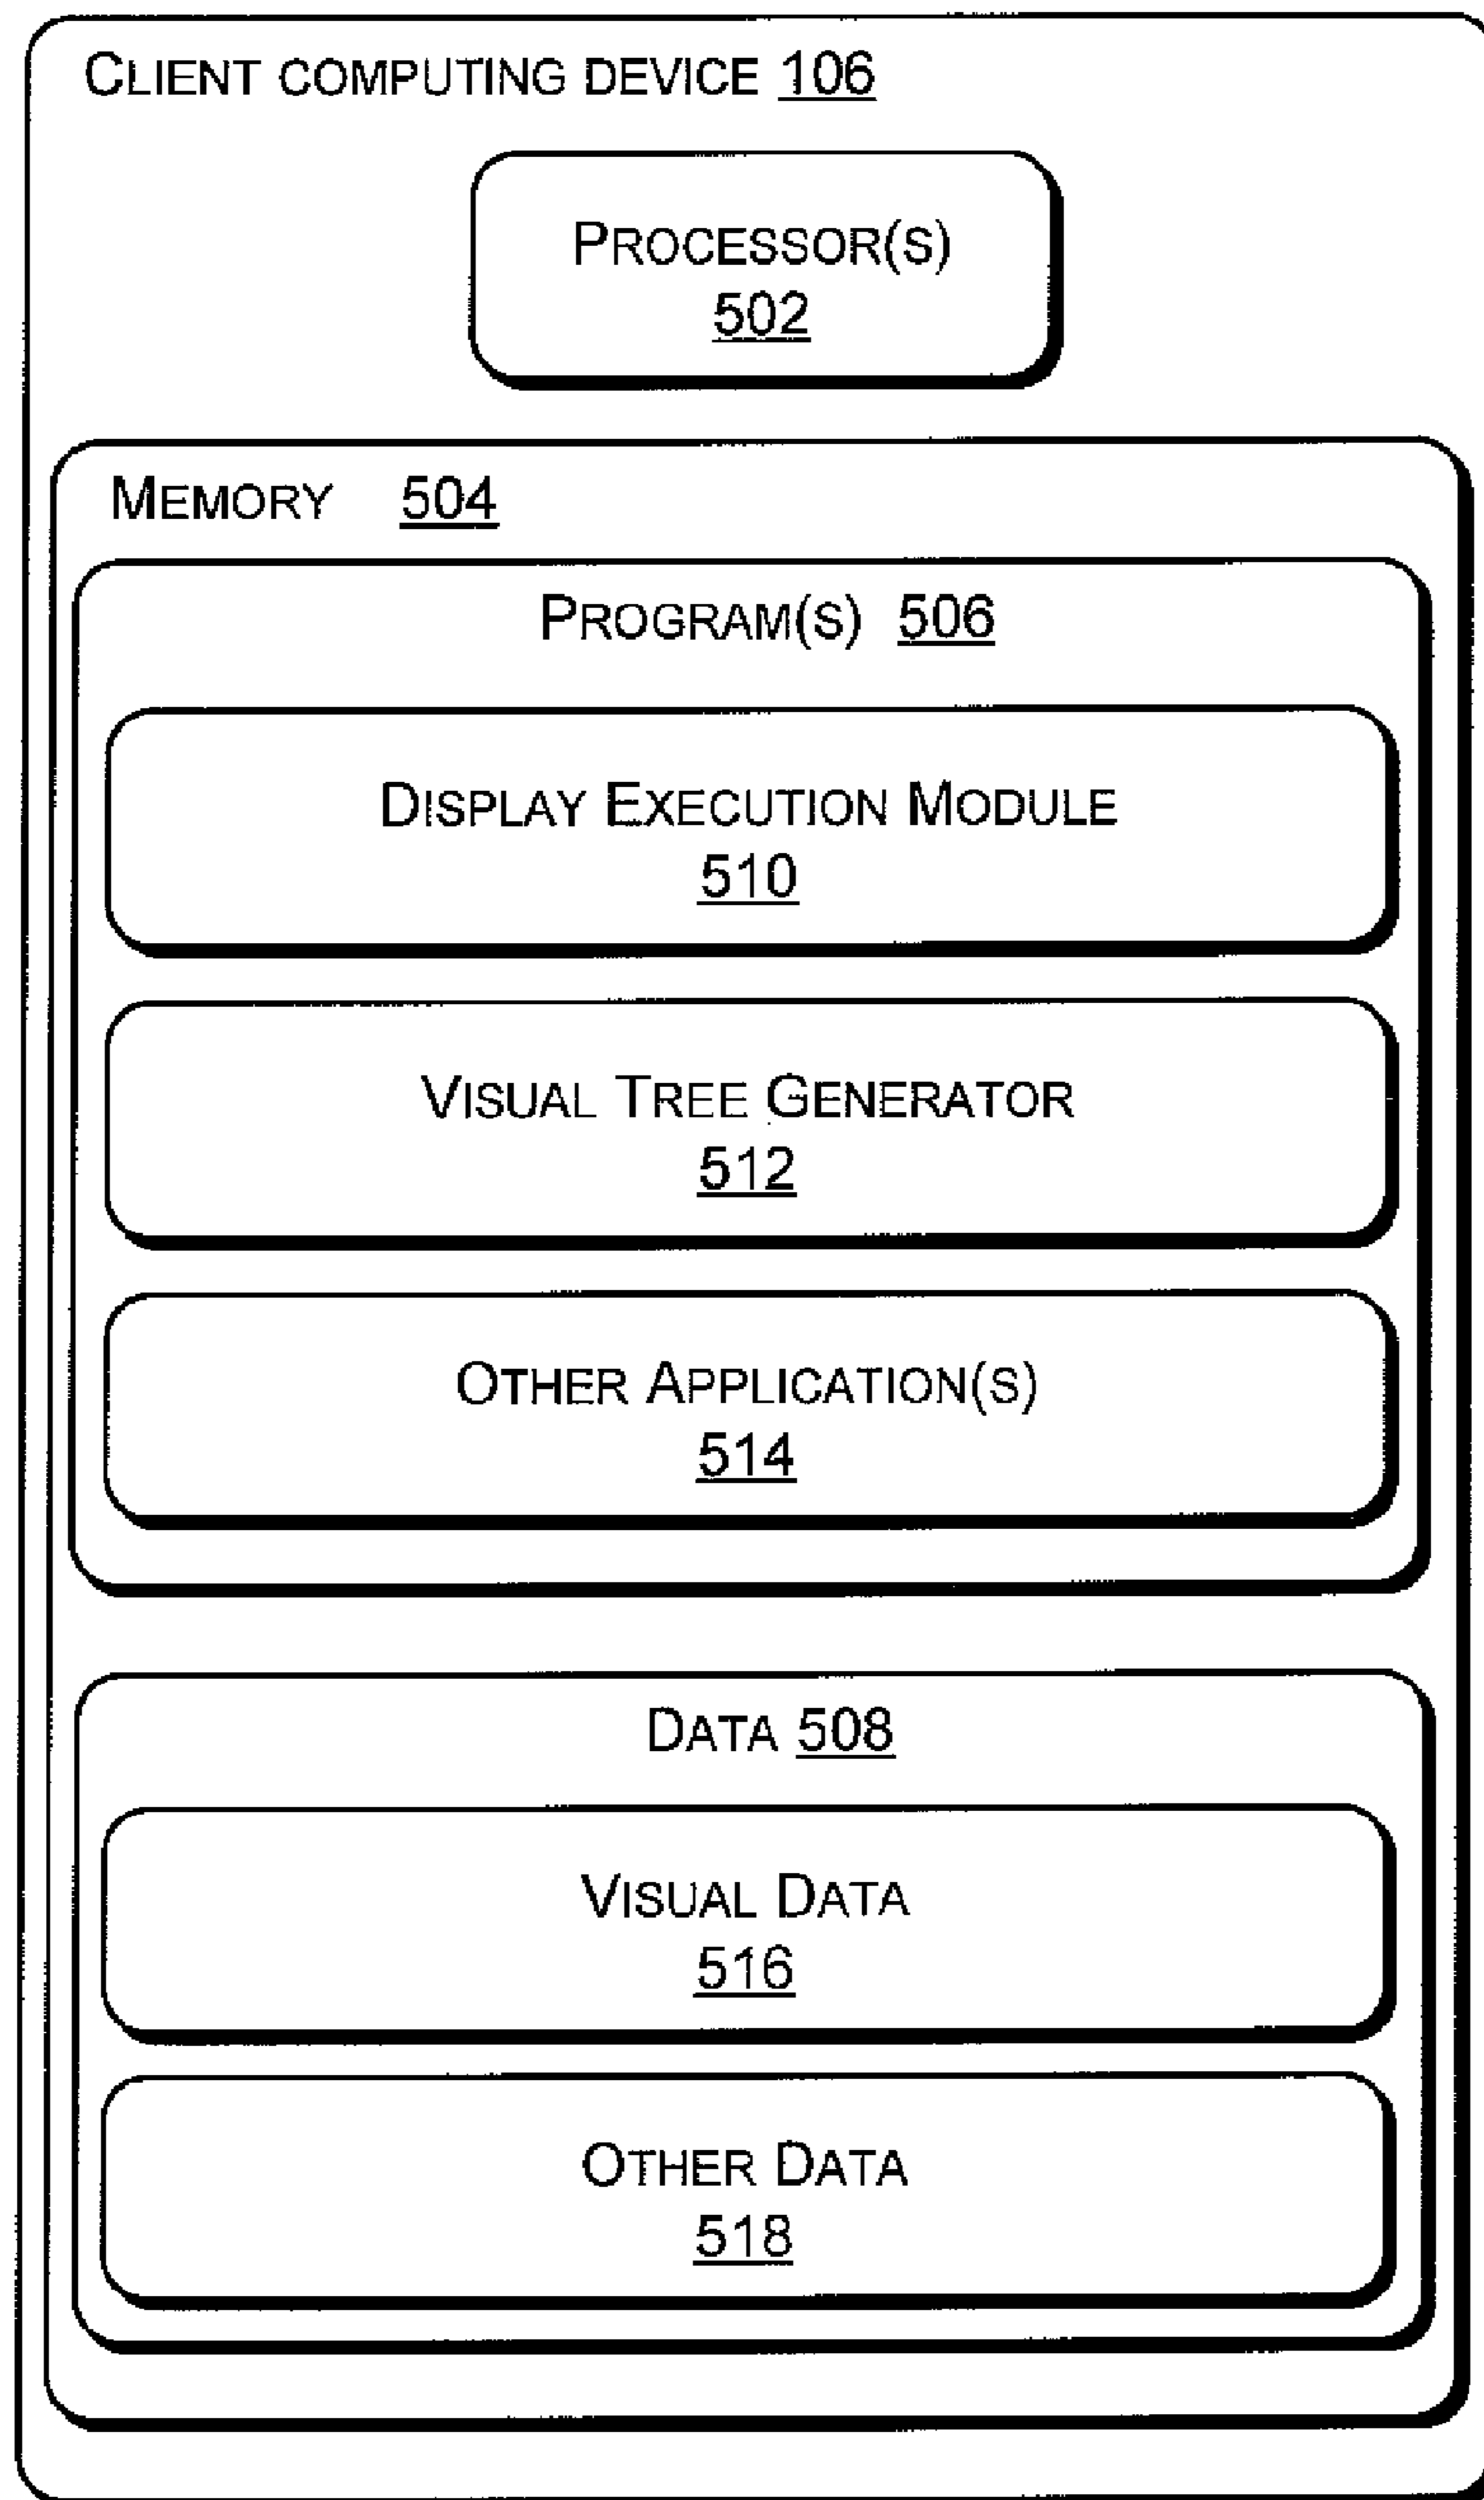 CLIENT COMPUTING DEVICE 106
PROCESSOR(S)
502
MEMORY 504
PROGRAM(S) 506
DISPLAY EXECUTION MODULE
510
VISUAL TREE GENERATOR
512
OTHER APPLICATION(S)
514
DATA 508
VISUAL DATA
516
OTHER DATA
518